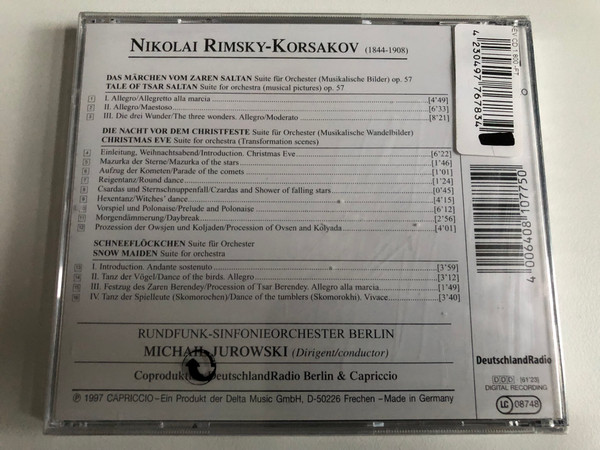 NIKOLAI RIMSKY-KORSAKOV (1844-1908)
DAS MÄRCHEN VOM ZAREN SALTAN Suite für Orchester (Musikalische Bilder) op. 57
TALE OF TSAR SALTAN Suite for orchestra (musical pictures) op. 57
1 I. Allegro/Allegretto alla marcia [4'49]
2 II. Allegro/Maestoso [6'33]
3 III. Die drei Wunder/The three wonders. Allegro/Moderato [8'21]
DIE NACHT VOR DEM CHRISTFESTE Suite für Orchester (Musikalische Wandelbilder)
CHRISTMAS EVE Suite for orchestra (Transformation scenes)
4 Einleitung, Weihnachtsabend/Introduction. Christmas Eve [6'22]
5 Mazurka der Sterne/Mazurka of the stars [1'46]
6 Aufzug der Kometen/Parade of the comets [1'01]
7 Reigentanz/Round dance [1'24]
8 Csardas und Sternschnuppenfall/Czardas and Shower of falling stars [0'45]
9 Hexentanz/Witches' dance [4'15]
10 Vorspiel und Polonaise/Prelude and Polonaise [6'12]
11 Morgendämmerung/Daybreak [2'56]
12 Prozession der Owsjen und Koljaden/Procession of Ovsen and Kolyada [4'01]
SCHNEEFLÖCKCHEN Suite für Orchester
SNOW MAIDEN Suite for orchestra
13 I. Introduction. Andante sostenuto [3'59]
14 II. Tanz der Vögel/Dance of the birds. Allegro [3'12]
15 III. Festzug des Zaren Berendey/Procession of Tsar Berendey. Allegro alla marcia [1'49]
16 IV. Tanz der Spielleute (Skomorochen)/Dance of the tumblers (Skomorokhi). Vivace [3'40]
RUNDFUNK-SINFONIEORCHESTER BERLIN
MICHAIL JUROWSKI (Dirigent/conductor)
DeutschlandRadio Berlin & Capriccio
℗ 1997 CAPRICCIO – Ein Produkt der Delta Music GmbH, D-50226 Frechen – Made in Germany
4 230497 767834
4 006408 107750
DeutschlandRadio
DDD [61'23]
DIGITAL RECORDING
LC 08748